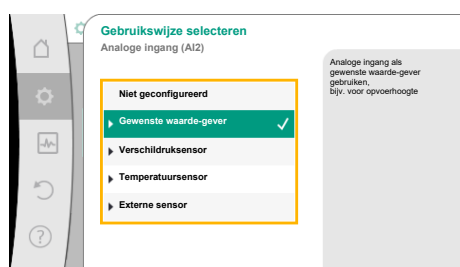 Gebruikswijze selecteren
Analoge ingang (AI2)
Niet geconfigureerd
Gewenste waarde-gever
Verschildruksensor
Temperatuursensor
Externe sensor
Analoge ingang als
gewenste waarde-gever
gebruiken,
bijv. voor opvoerhoogte
?